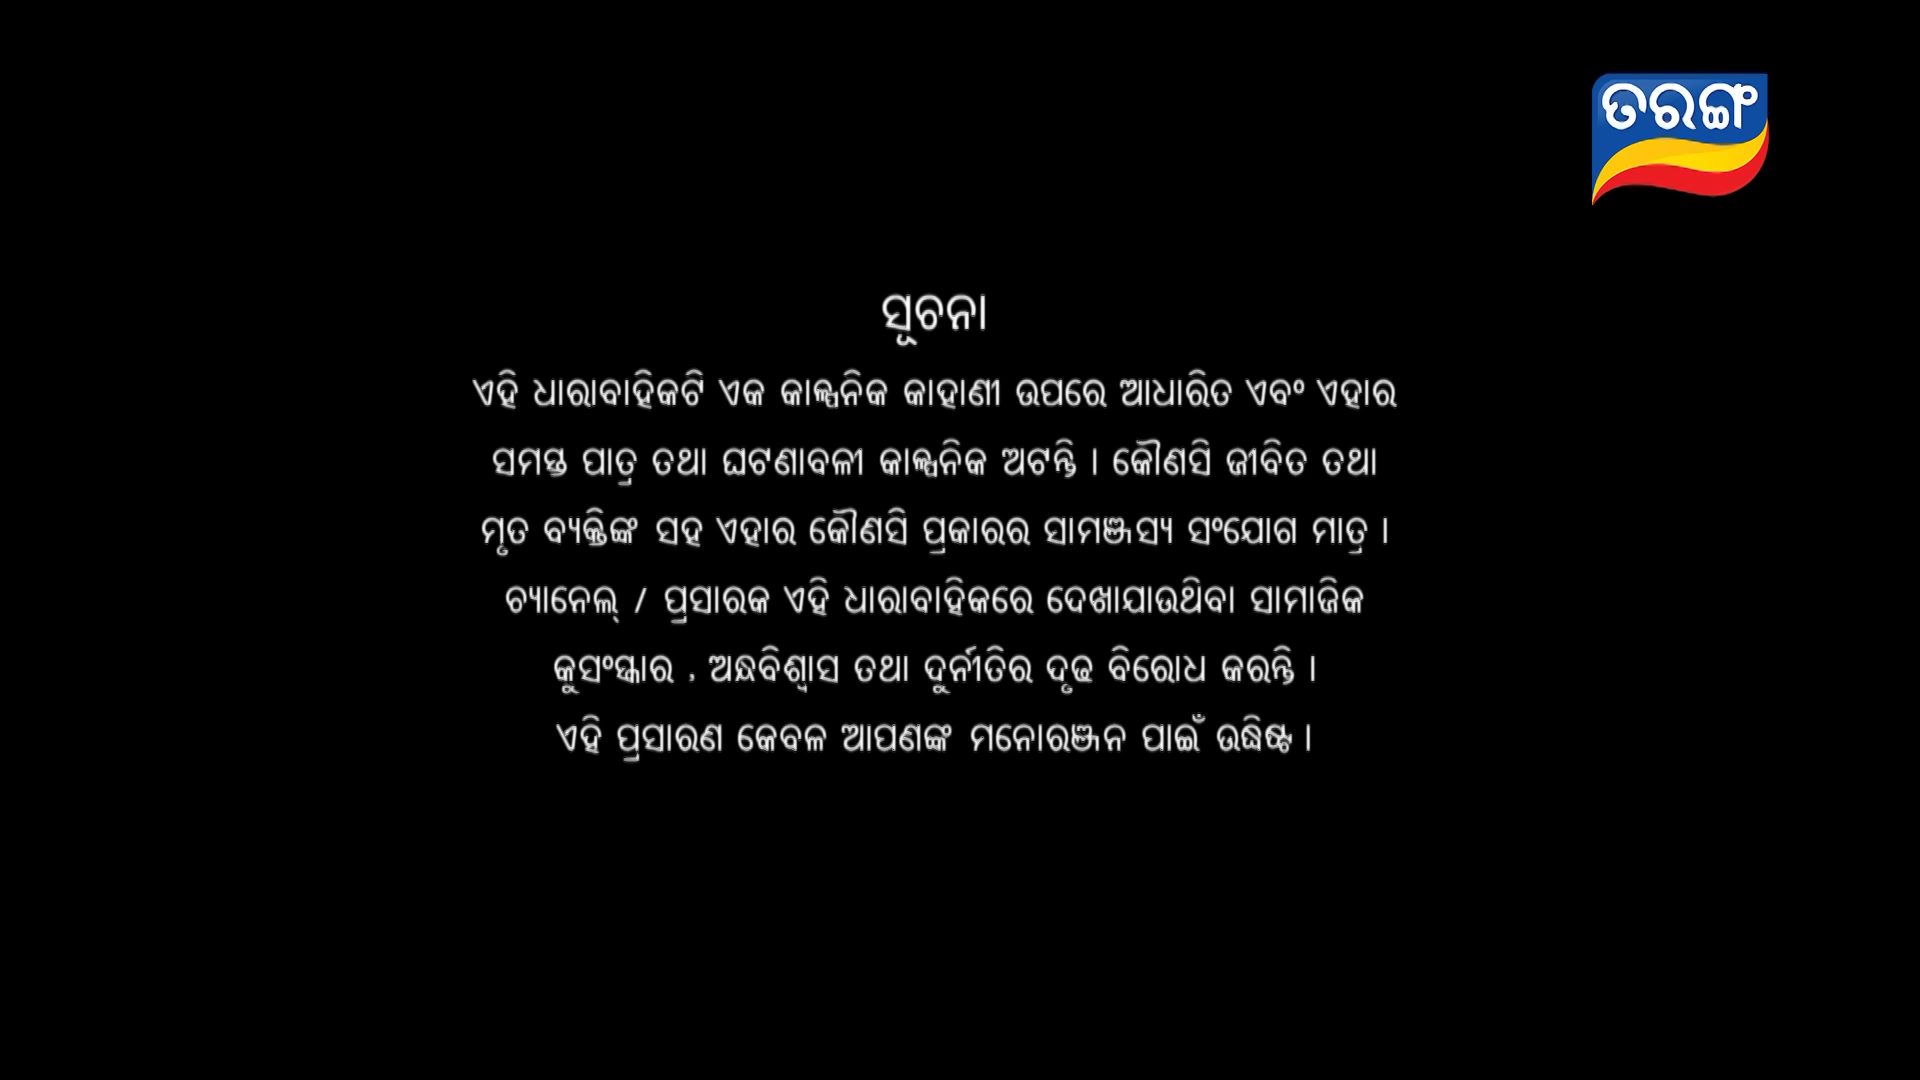 ତରଙ୍ଗ
ସୂଚନା
ଏହି ଧାରାବାହିକଟି ଏକ କାଳ୍ପନିକ କାହାଣୀ ଉପରେ ଆଧାରିତ ଏବଂ ଏହାର
ସମସ୍ତ ପାତ୍ର ତଥା ଘଟଣାବଳୀ କାଳ୍ପନିକ ଅଟନ୍ତି । କୌଣସି ଜୀବିତ ତଥା
ମୃତ ବ୍ୟକ୍ତିଙ୍କ ସହ ଏହାର କୌଣସି ପ୍ରକାରର ସାମଞ୍ଜସ୍ୟ ସଂଯୋଗ ମାତ୍ର ।
ଚ୍ୟାନେଲ୍ / ପ୍ରସାରକ ଏହି ଧାରାବାହିକରେ ଦେଖାଯାଉଥିବା ସାମାଜିକ
କୁସଂସ୍କାର , ଅନ୍ଧବିଶ୍ୱାସ ତଥା ଦୁର୍ନୀତିର ଦୃଢ ବିରୋଧ କରନ୍ତି ।
ଏହି ପ୍ରସାରଣ କେବଳ ଆପଣଙ୍କ ମନୋରଞ୍ଜନ ପାଇଁ ଉଦ୍ଧିଷ୍ଟ ।